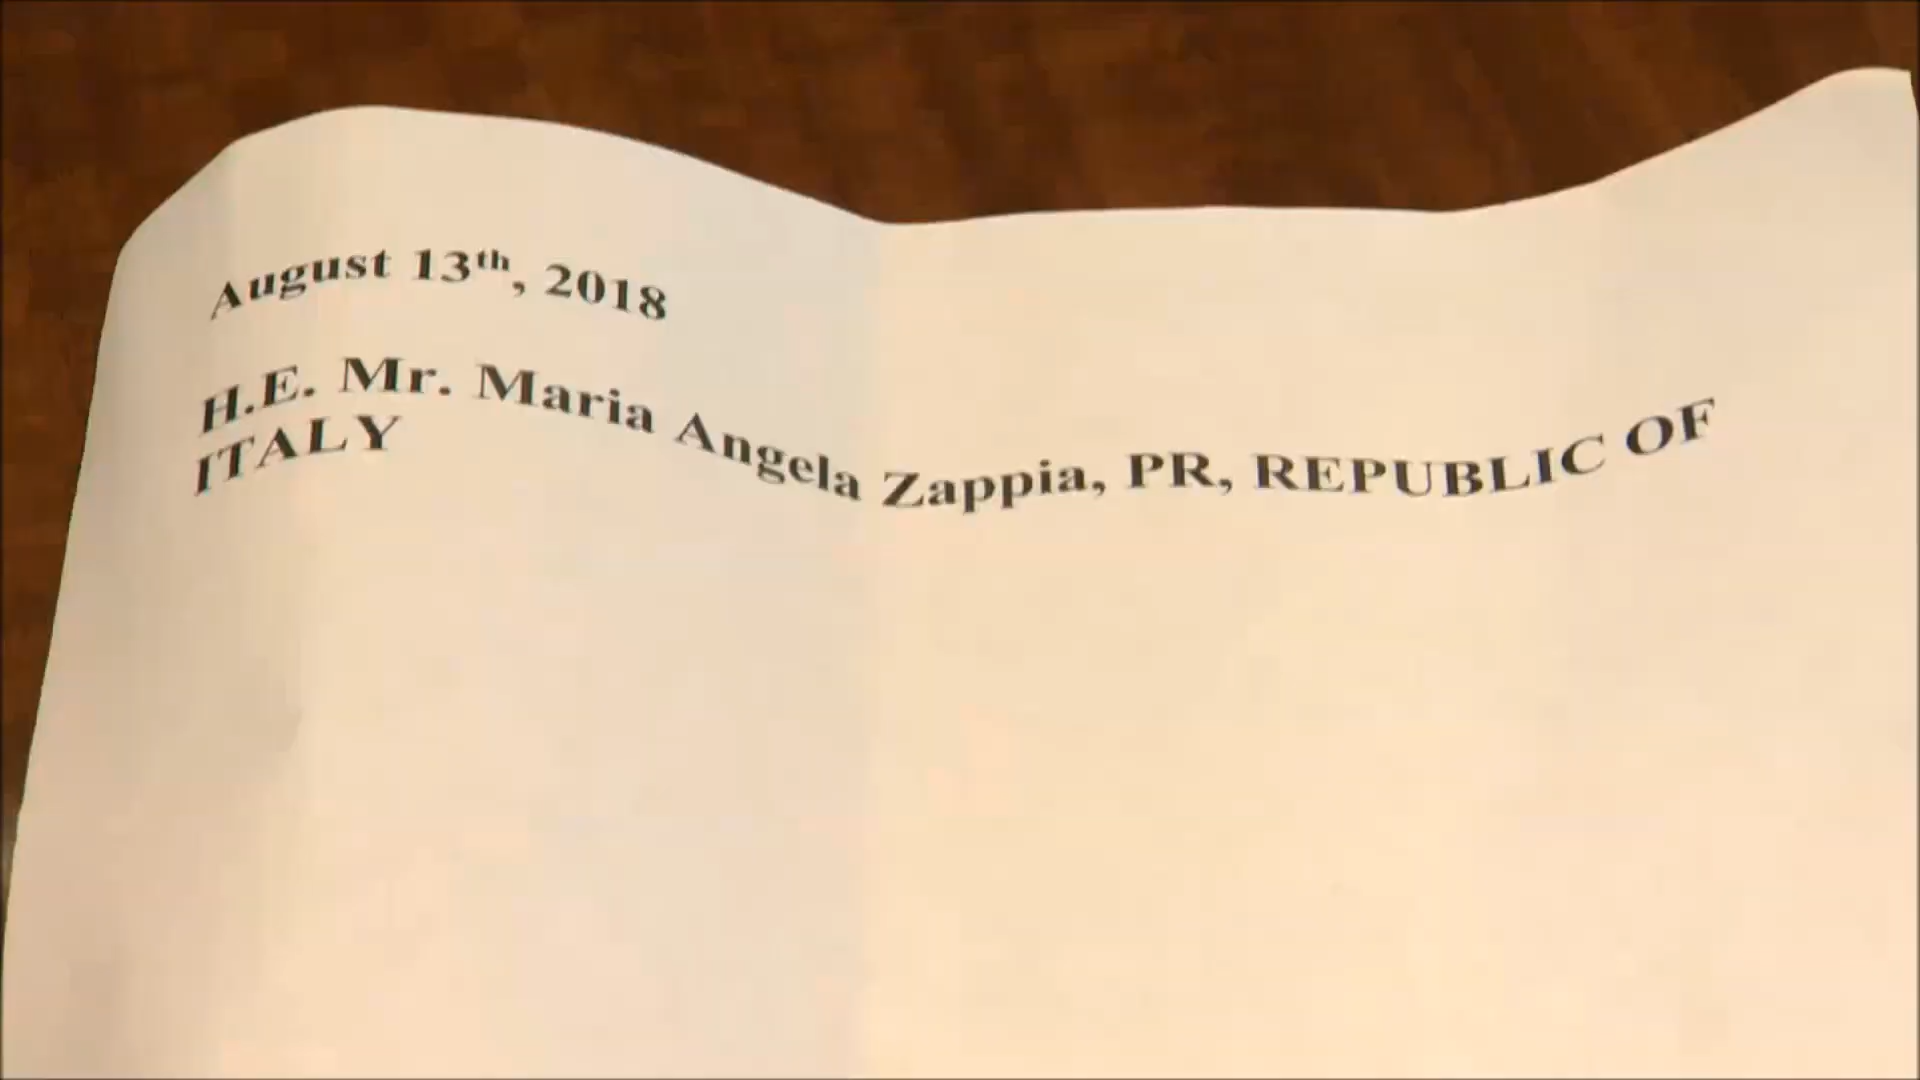 August 13th, 2018
H.E. Mr. Maria Angela Zappia, PR, REPUBLIC OF
ITALY